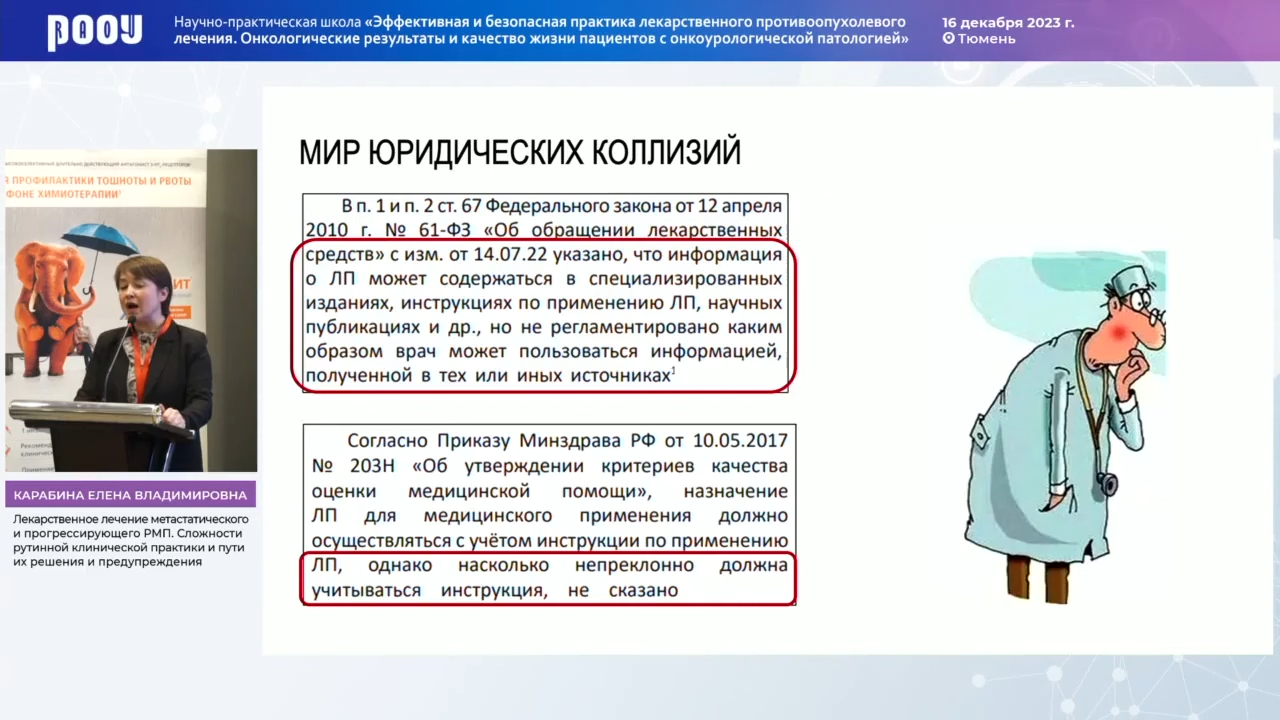 РООУ
RAOU
Научно-практическая школа «Эффективная и безопасная практика лекарственного противоопухолевого
лечения. Онкологические результаты и качество жизни пациентов с онкоурологической патологией»
16 декабря 2023 г.
Тюмень
Я ПРОФИЛАКТИКИ ТОШНОТЫ И РВОТЫ
ФОНЕ ХИМИОТЕРАПИИ
КАРАБИНА ЕЛЕНА ВЛАДИМИРОВНА
Лекарственное лечение метастатического
и прогрессирующего РМП. Сложности
рутинной клинической практики и пути
их решения и предупреждения
МИР ЮРИДИЧЕСКИХ КОЛЛИЗИЙ
В п. 1 и п. 2 ст. 67 Федерального закона от 12 апреля
2010 г. № 61-ФЗ «Об обращении лекарственных
средств» с изм. от 14.07.22 указано, что информация
о ЛП может содержаться в специализированных
изданиях, инструкциях по применению ЛП, научных
публикациях и др., но не регламентировано каким
образом врач может пользоваться информацией,
полученной в тех или иных источниках¹
Согласно Приказу Минздрава РФ от 10.05.2017
№ 203Н «Об утверждении критериев качества
оценки медицинской помощи», назначение
ЛП для медицинского применения должно
осуществляться с учётом инструкции по применению
ЛП, однако насколько непреклонно должна
учитываться инструкция, не сказано